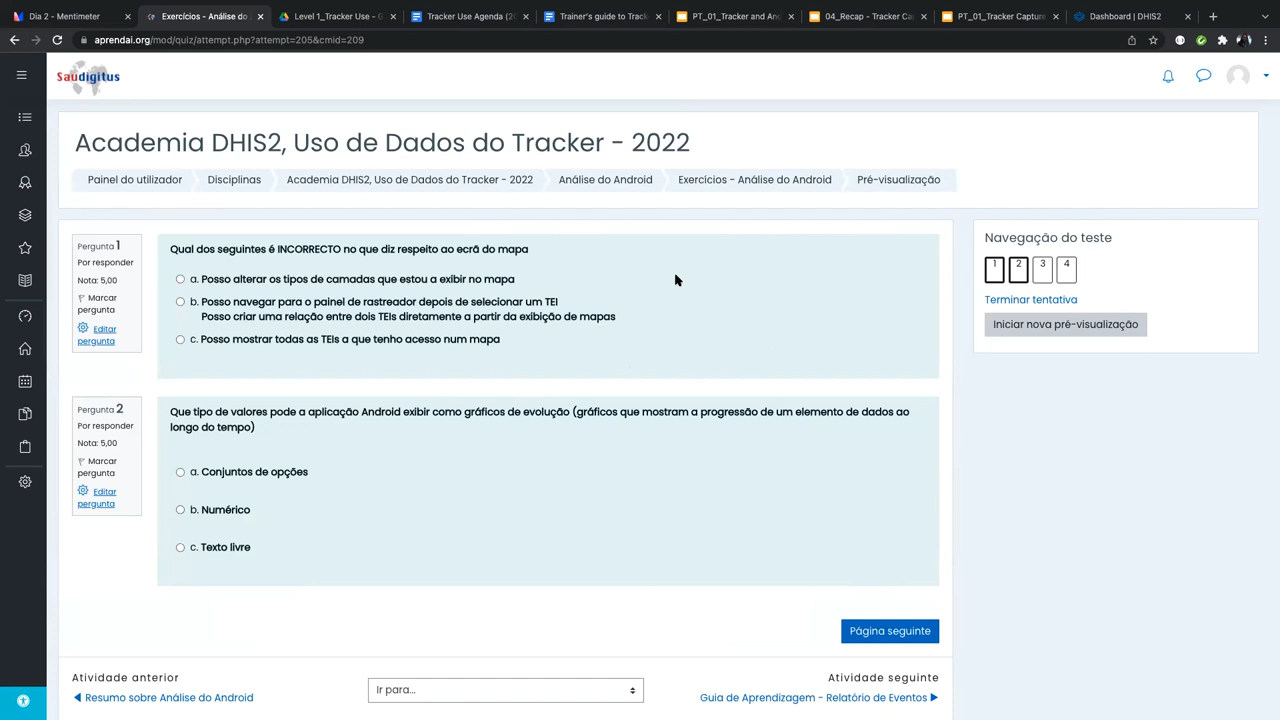 Dia 2 - Mentimeter
Exercícios - Análise do
Level 1_Tracker Use - G
Tracker Use Agenda (20
Trainer's guide to Track
PT_01_Tracker and And
04_Recap - Tracker Ca
PT_01_Tracker Capture
Dashboard | DHIS2
aprendai.org/mod/quiz/attempt.php?attempt=205&cmid=209
Saudigitus
Academia DHIS2, Uso de Dados do Tracker - 2022
Painel do utilizador
Disciplinas
Academia DHIS2, Uso de Dados do Tracker - 2022
Análise do Android
Exercícios - Análise do Android
Pré-visualização
Pergunta 1
Por responder
Nota: 5,00
Marcar
pergunta
Editar
pergunta
Qual dos seguintes é INCORRECTO no que diz respeito ao ecrã do mapa
a. Posso alterar os tipos de camadas que estou a exibir no mapa
b. Posso navegar para o painel de rastreador depois de selecionar um TEI
Posso criar uma relação entre dois TEIs diretamente a partir da exibição de mapas
c. Posso mostrar todas as TEIs a que tenho acesso num mapa
Pergunta 2
Por responder
Nota: 5,00
Marcar
pergunta
Editar
pergunta
Que tipo de valores pode a aplicação Android exibir como gráficos de evolução (gráficos que mostram a progressão de um elemento de dados ao
longo do tempo)
a. Conjuntos de opções
b. Numérico
c. Texto livre
Página seguinte
Navegação do teste
1 2 3 4
Terminar tentativa
Iniciar nova pré-visualização
Atividade anterior
◀ Resumo sobre Análise do Android
Ir para...
Atividade seguinte
Guia de Aprendizagem - Relatório de Eventos ▶